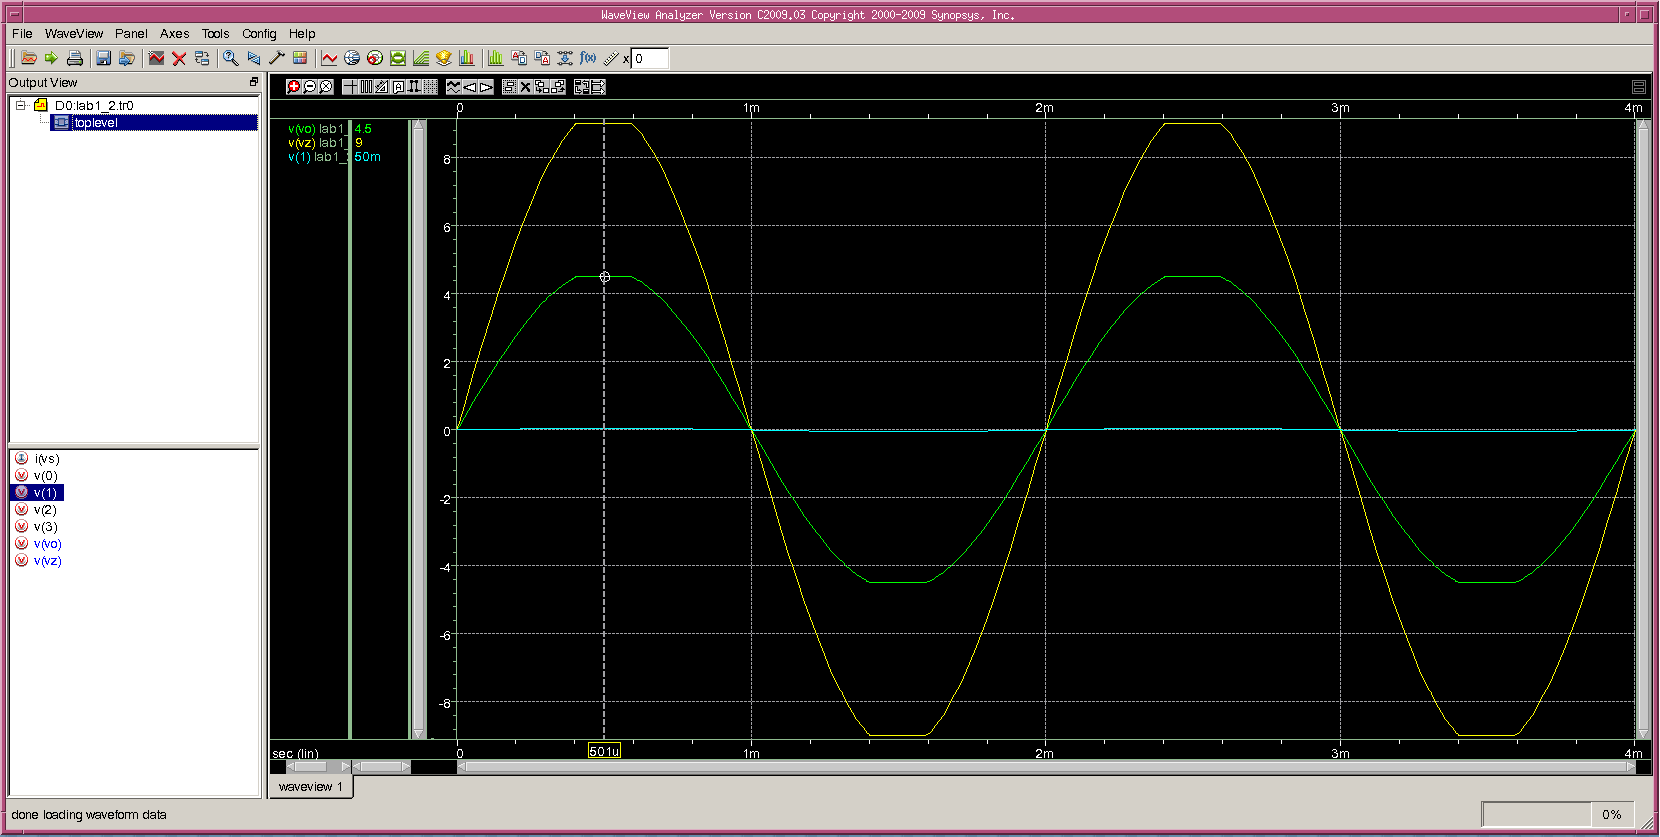 WaveView Analyzer Version C2009.03 Copyright 2000-2009 Synopsys, Inc.
File WaveView Panel Axes Tools Config Help
f(x) x 0
Output View
D0:lab1_2.tr0
toplevel
0 1m 2m 3m 4m
v(vo) lab1_ 4.5
v(vz) lab1_ 9
v(1) lab1_ 50m
8
6
4
2
0
-2
-4
-6
-8
i(vs)
v(0)
v(1)
v(2)
v(3)
v(vo)
v(vz)
sec (lin) 0 501u 1m 2m 3m 4m
waveview 1
done loading waveform data 0%